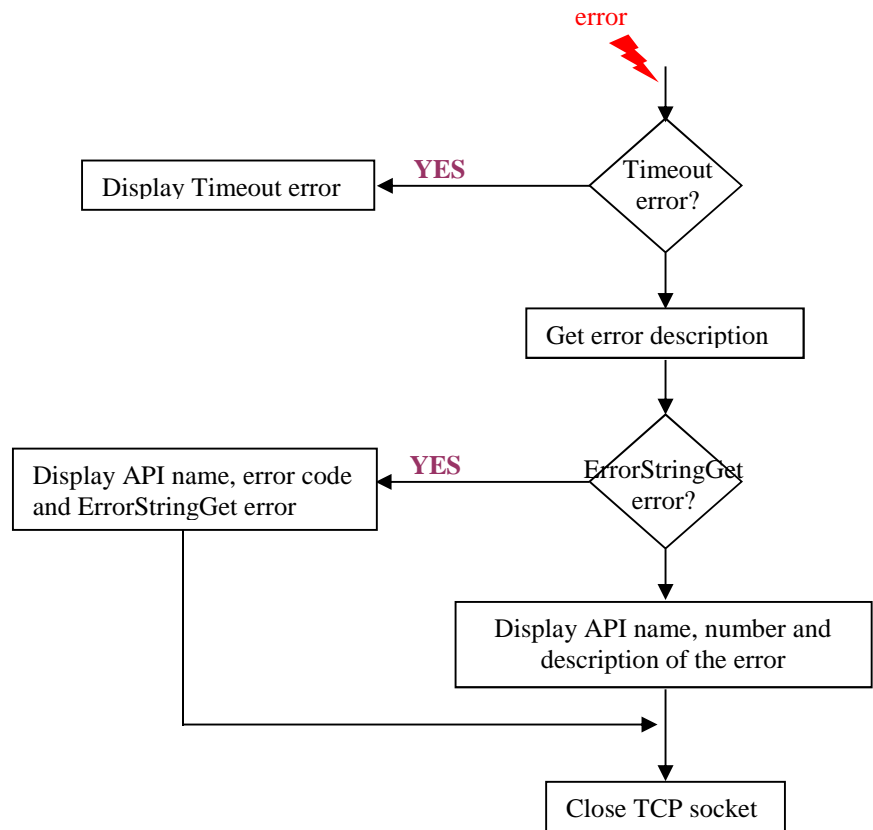 error
Timeout
error?
YES
Display Timeout error
Get error description
ErrorStringGet
error?
YES
Display API name, error code
and ErrorStringGet error
Display API name, number and
description of the error
Close TCP socket